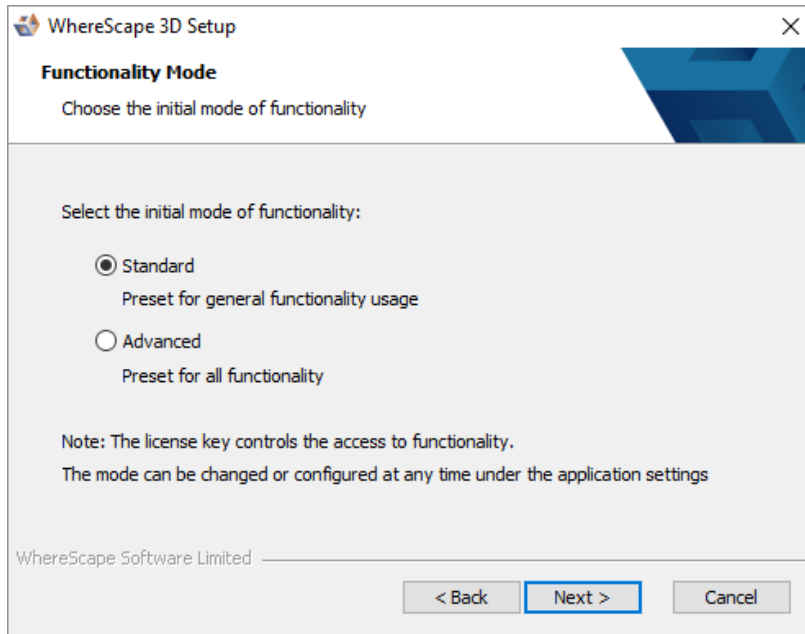 WhereScape 3D Setup
Functionality Mode
Choose the initial mode of functionality
Select the initial mode of functionality:
Standard
Preset for general functionality usage
Advanced
Preset for all functionality
Note: The license key controls the access to functionality.
The mode can be changed or configured at any time under the application settings
WhereScape Software Limited
< Back Next > Cancel